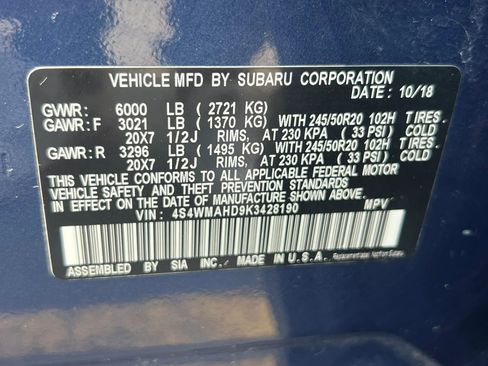 VEHICLE MFD BY SUBARU CORPORATION
DATE: 10/18
GVWR: 6000 LB ( 2721 KG)
GAWR:F 3021 LB ( 1370 KG) WITH 245/50R20 102H TIRES.
20X7 1/2J RIMS, AT 230 KPA ( 33 PSI) COLD
GAWR:R 3296 LB ( 1495 KG) WITH 245/50R20 102H TIRES.
20X7 1/2J RIMS, AT 230 KPA ( 33 PSI) COLD
THIS VEHICLE CONFORMS TO ALL APPLICABLE FEDERAL MOTOR
VEHICLE SAFETY AND THEFT PREVENTION STANDARDS
IN EFFECT ON THE DATE OF MANUFACTURE SHOWN ABOVE.
VIN: 4S4WMAHD9K3428190 MPV
ASSEMBLED BY SIA INC. MADE IN U.S.A.